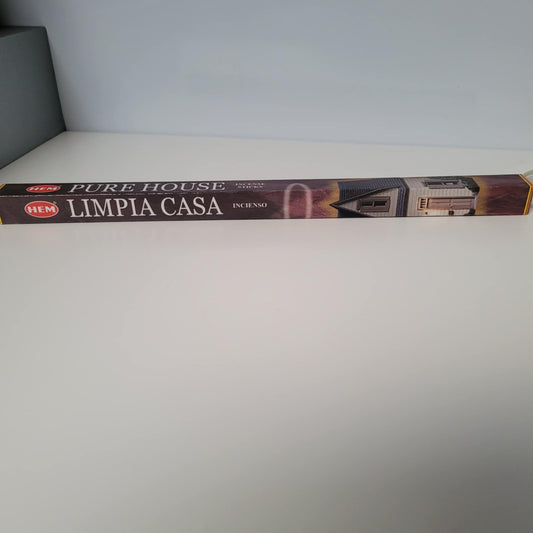 HEM PURE HOUSE INCENSE STICKS
HEM LIMPIA CASA INCIENSO